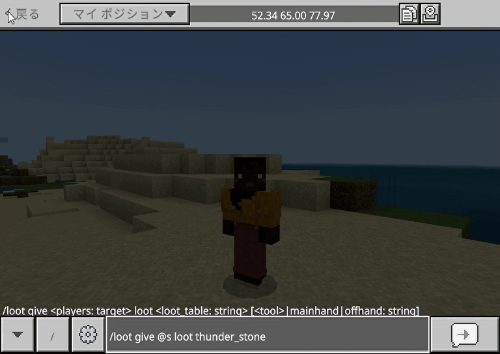 戻る
マイ ポジション
52.34 65.00 77.97
/loot give <players: target> loot <loot_table: string> [<tool>|mainhand|offhand: string]
/
/loot give @s loot thunder_stone